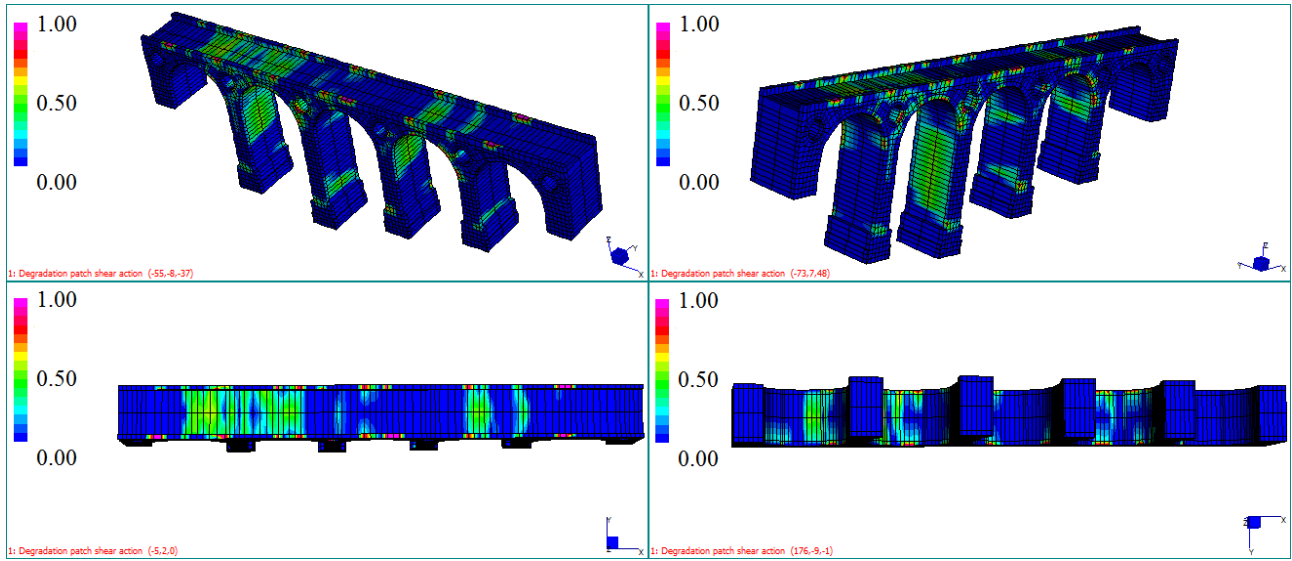 1.00
0.50
0.00
1: Degradation patch shear action (-55,-8,-37)
Z
Y
X
1.00
0.50
0.00
1: Degradation patch shear action (-73,7,48)
Z
Y
X
1.00
0.50
0.00
1: Degradation patch shear action (-5,2,0)
Y
Z
X
1.00
0.50
0.00
1: Degradation patch shear action (176,-9,-1)
Z
X
Y